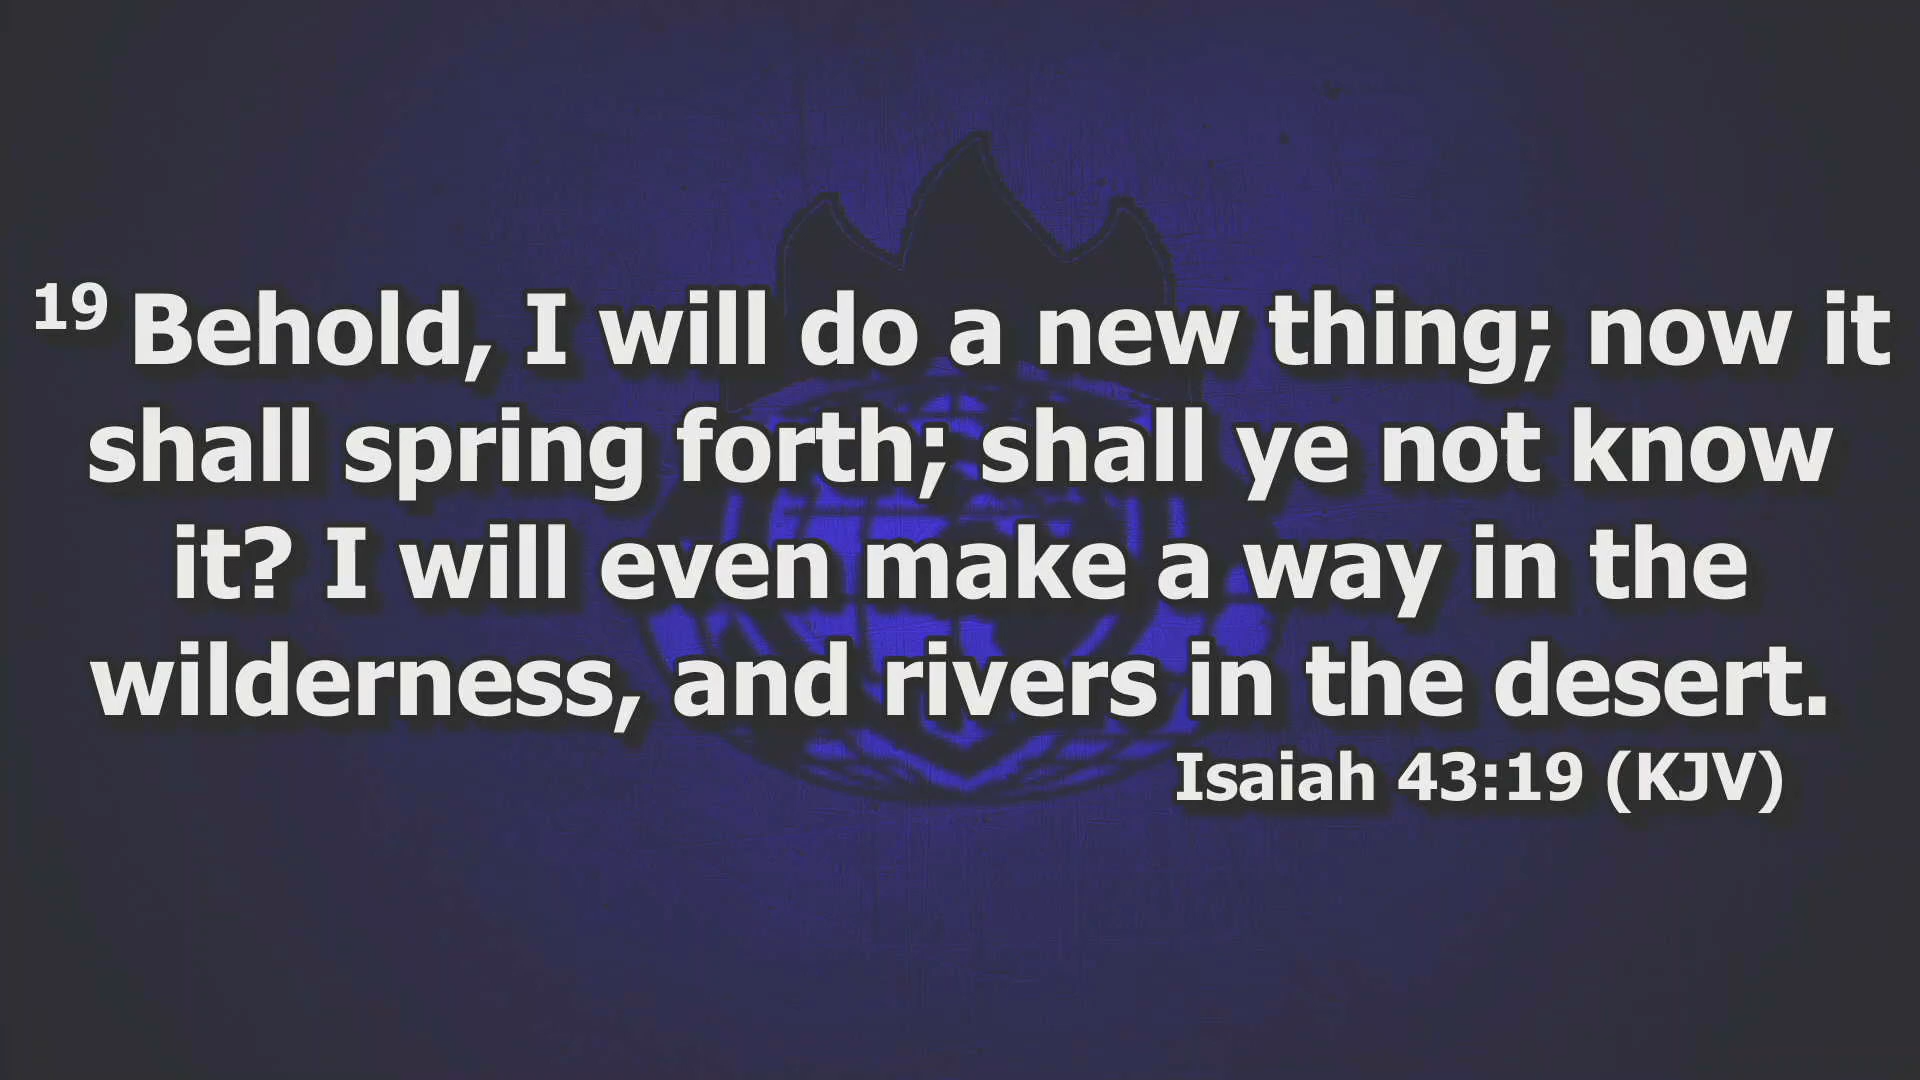 19 Behold, I will do a new thing; now it
shall spring forth; shall ye not know
it? I will even make a way in the
wilderness, and rivers in the desert.
Isaiah 43:19 (KJV)